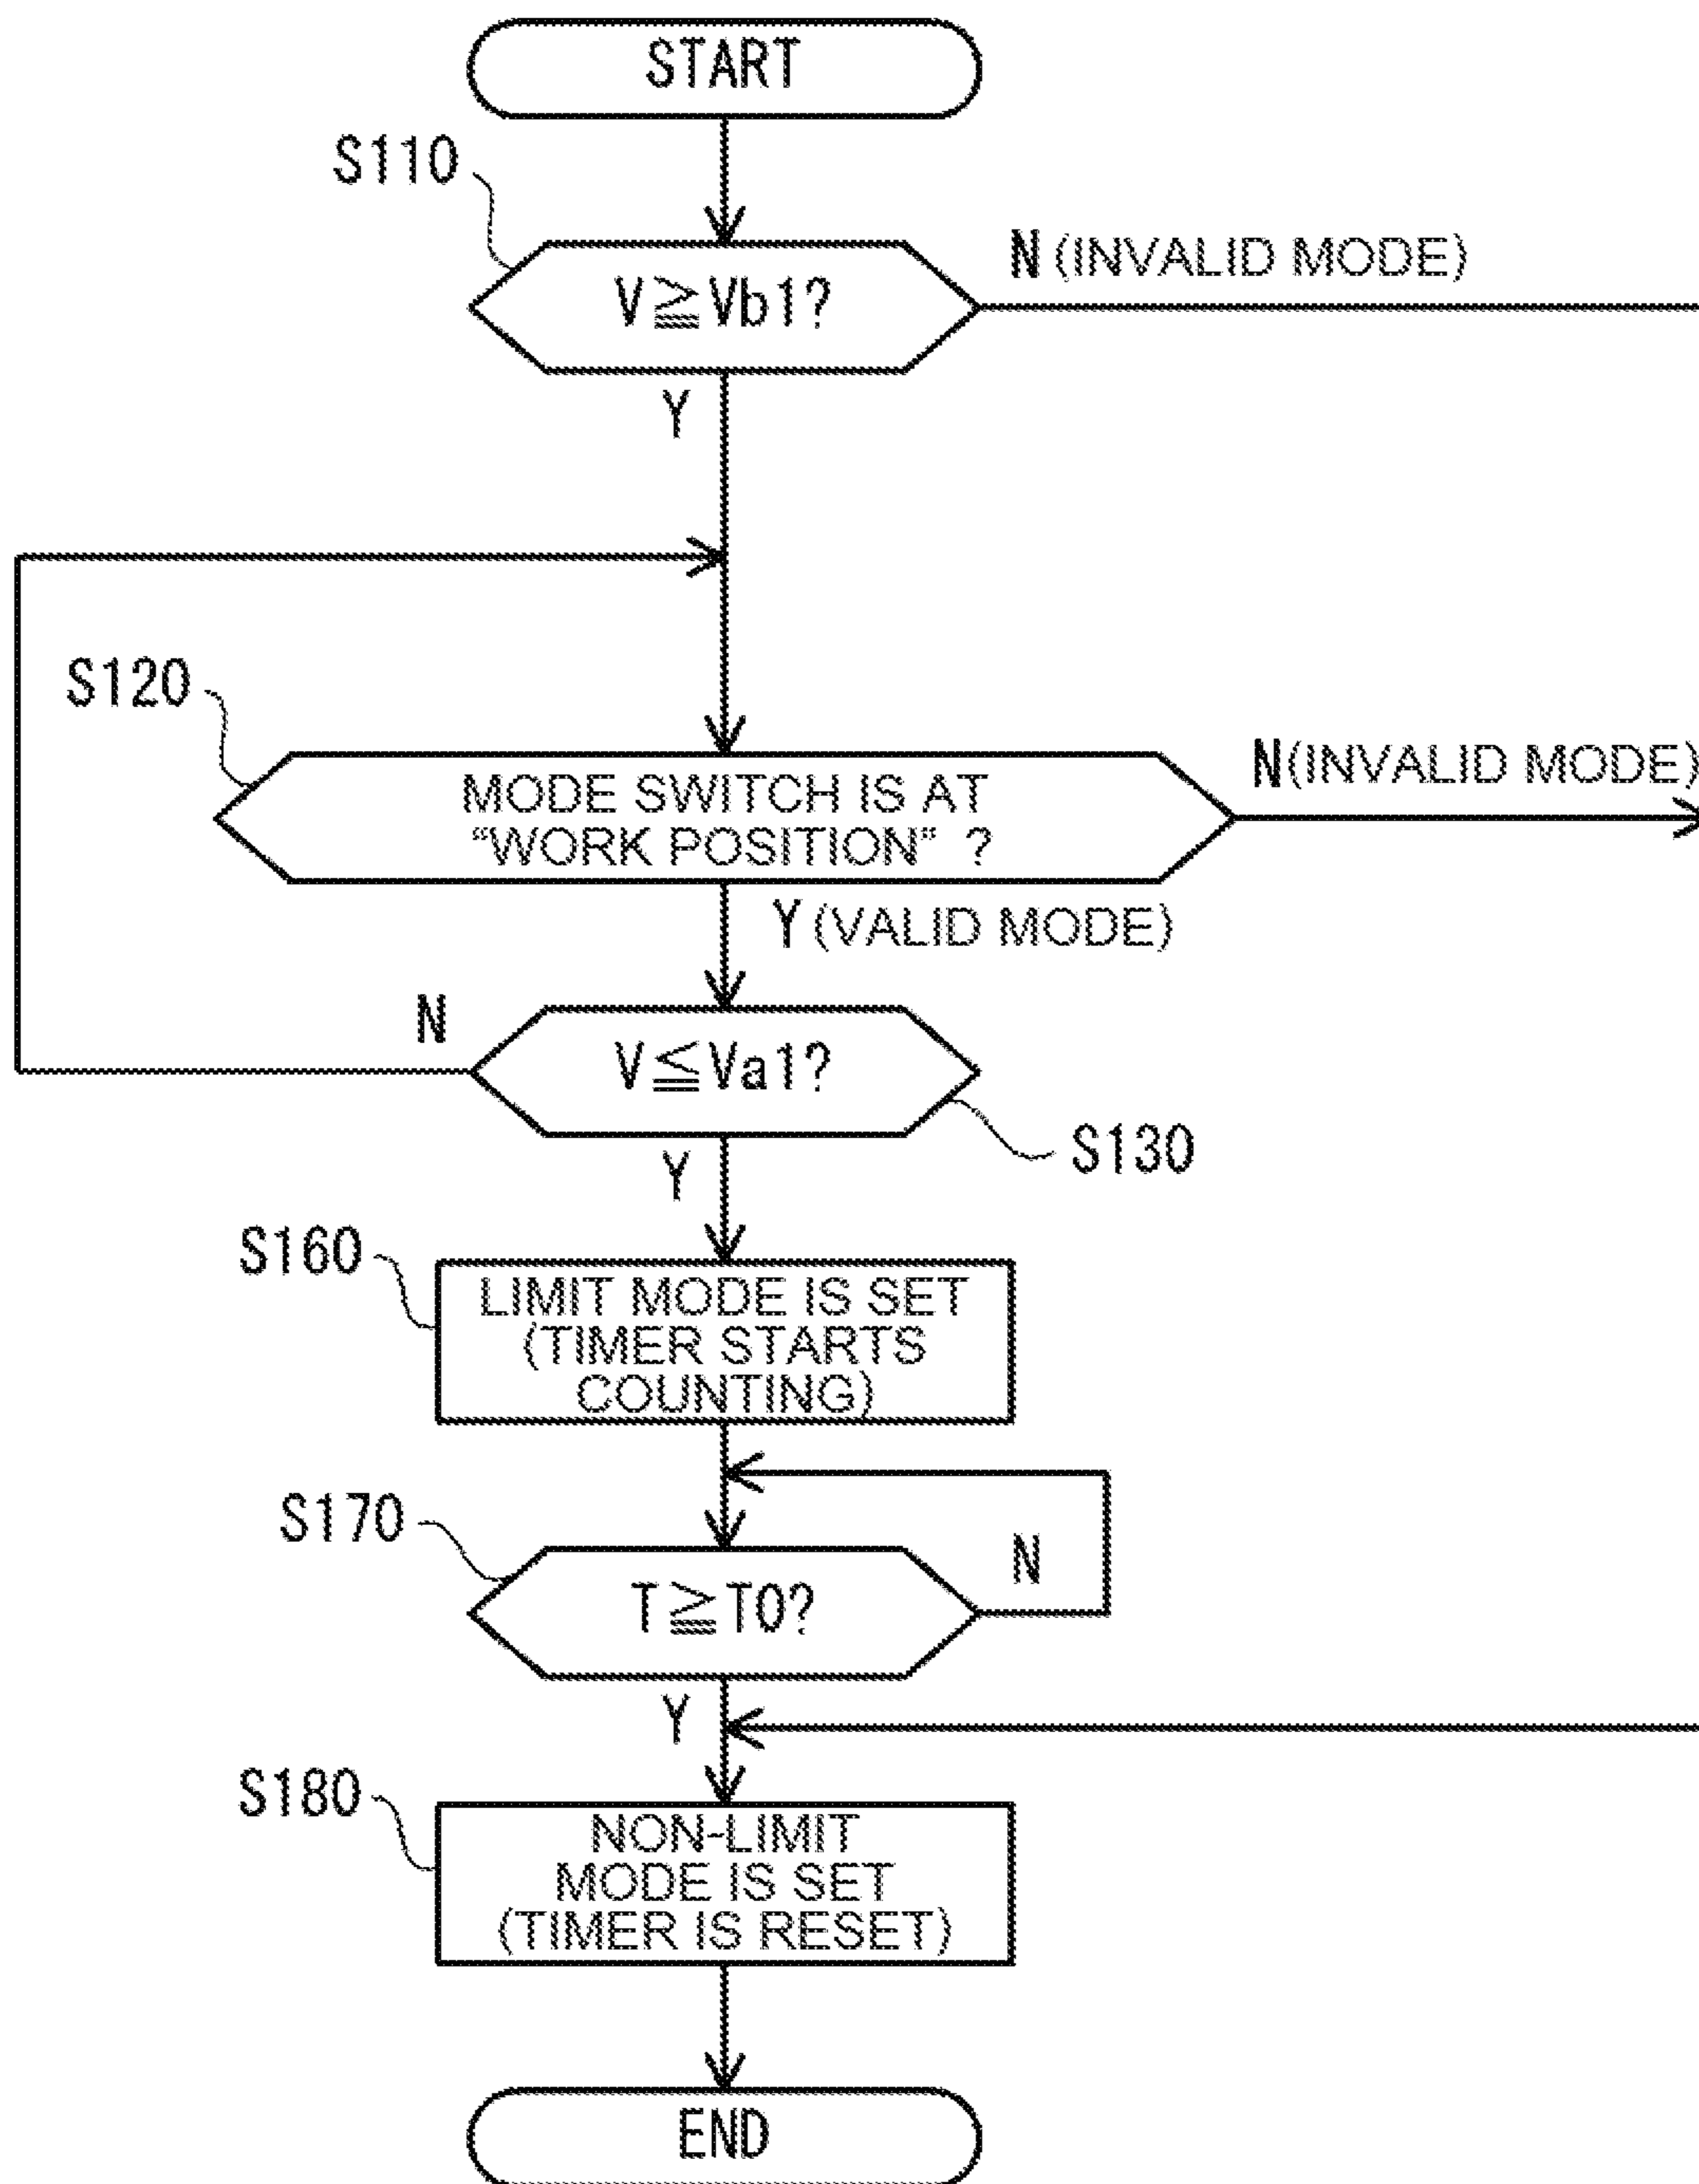 START
S110
N (INVALID MODE)
V≧Vb1?
Y
S120
N (INVALID MODE)
MODE SWITCH IS AT
“WORK POSITION“ ?
Y (VALID MODE)
N
V≦Va1?
S130
Y
S160
LIMIT MODE IS SET
(TIMER STARTS
COUNTING)
S170
N
T≧T0?
Y
S180
NON-LIMIT
MODE IS SET
(TIMER IS RESET)
END